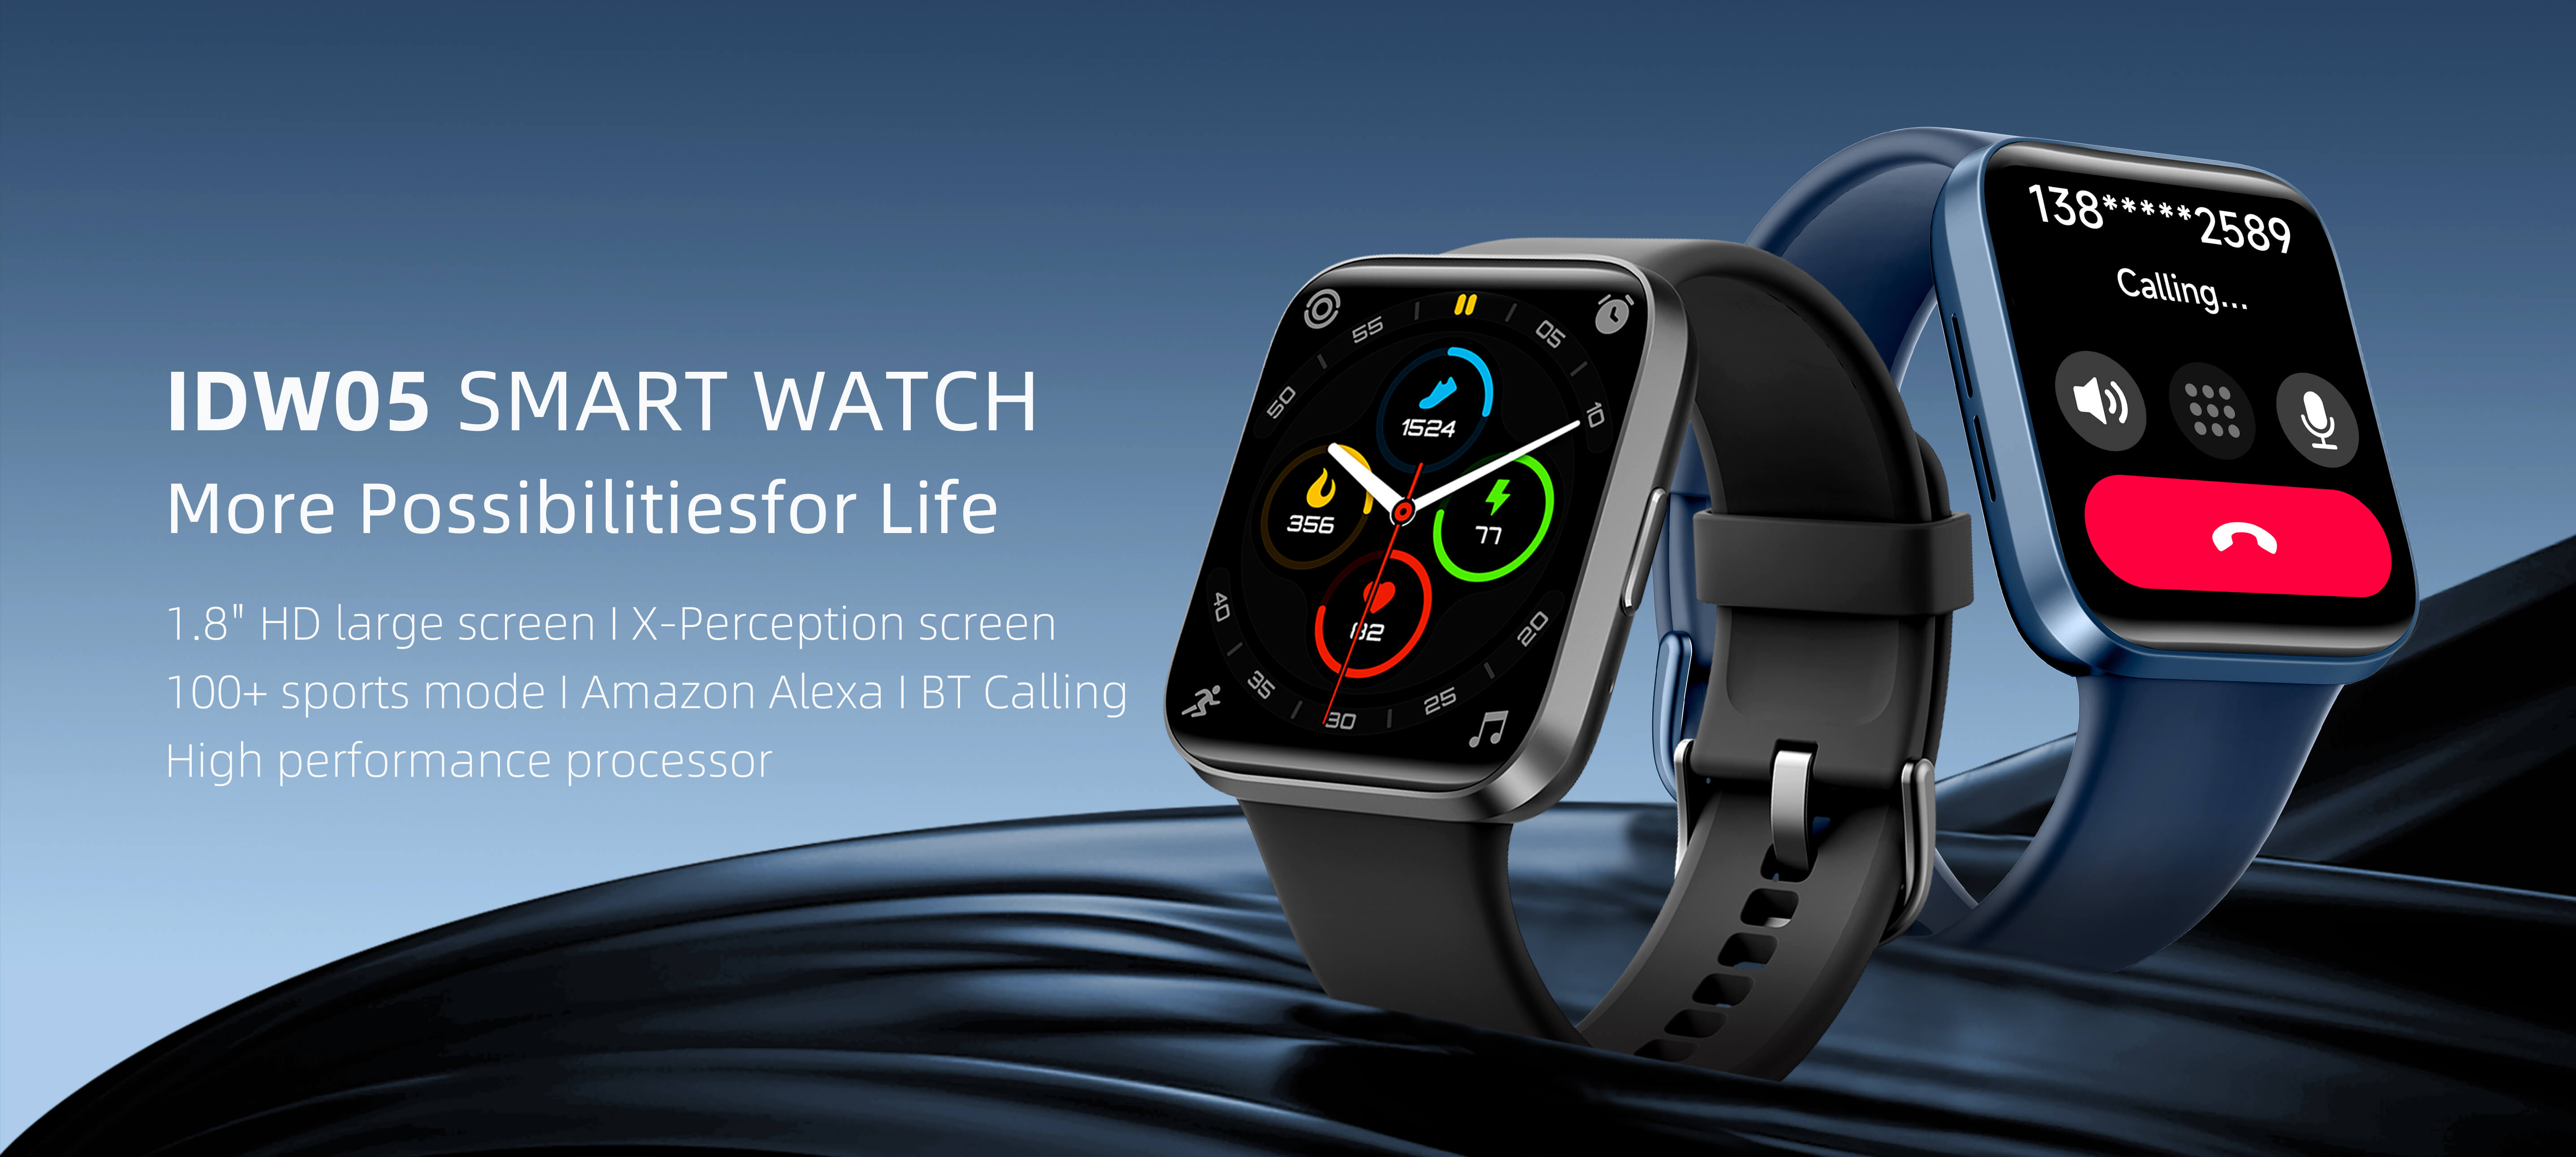 IDW05 SMART WATCH
More Possibilitiesfor Life
1.8" HD large screen I X-Perception screen
100+ sports mode I Amazon Alexa I BT Calling
High performance processor
55
05
50
10
1524
356
77
82
40
20
35
25
30
138*****2589
Calling...